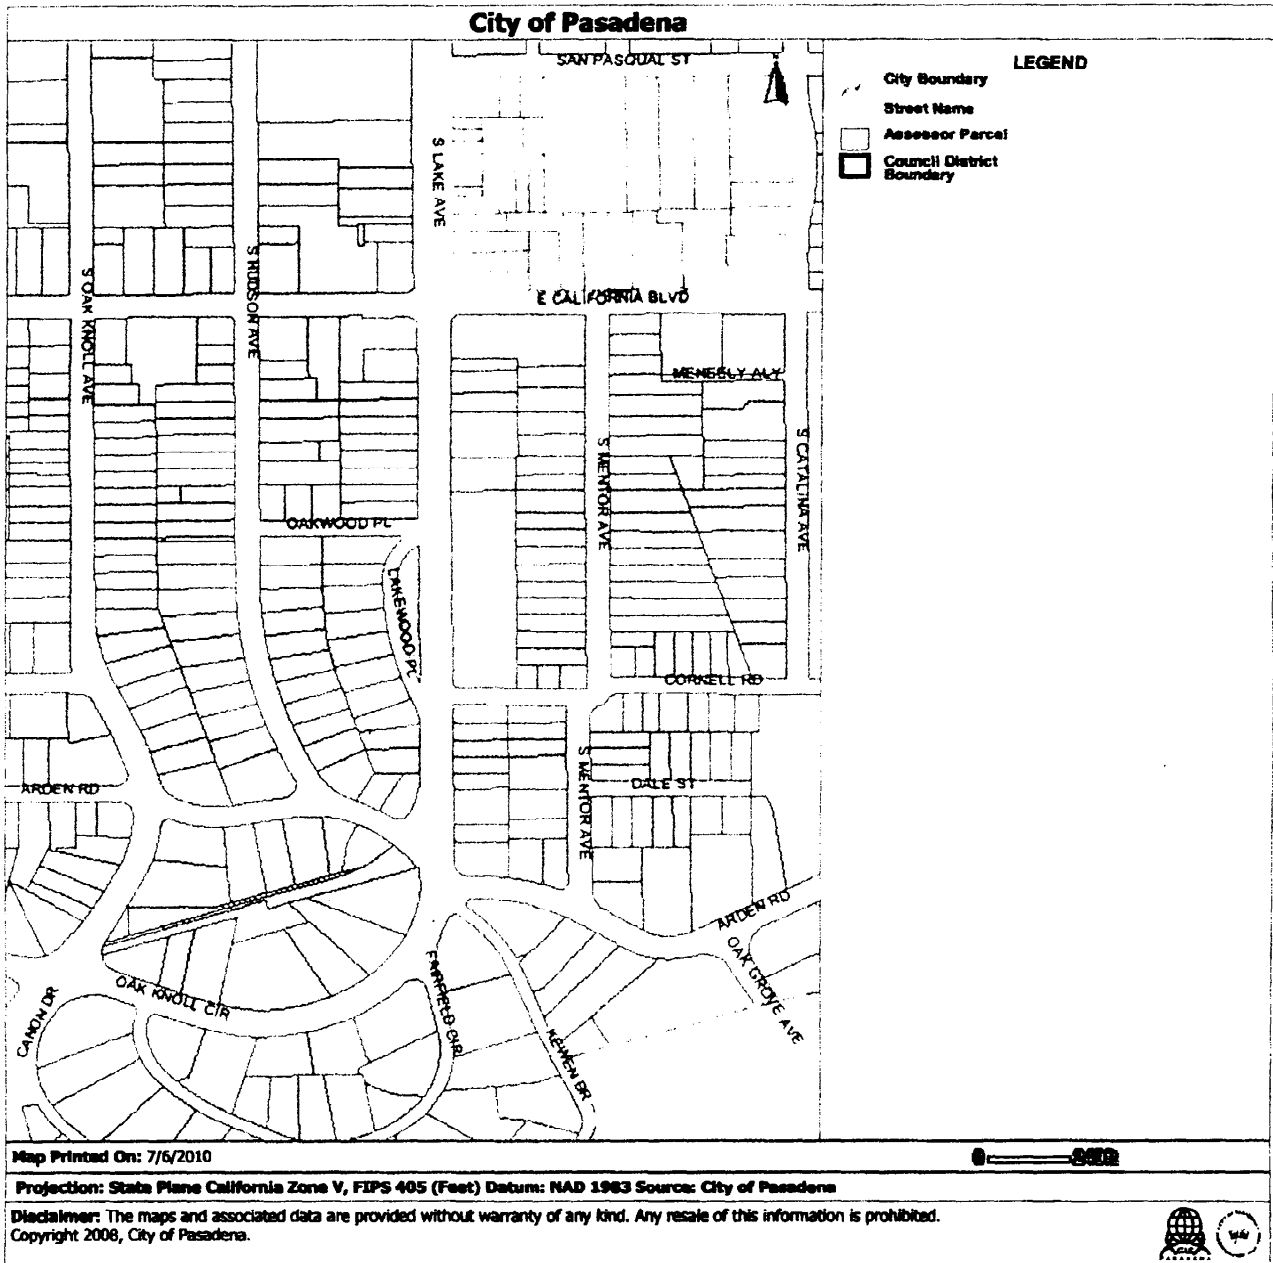 City of Pasadena
SAN PASQUAL ST
LEGEND
City Boundary
Street Name
Assessor Parcel
Council District
Boundary
S LAKE AVE
S OAK KNOLL AVE
S HUDSON AVE
E CALIFORNIA BLVD
MENEELY ALY
S MENTOR AVE
S CATALINA AVE
OAKWOOD PL
LAKEWOOD PL
CORNELL RD
S MENTOR AVE
DALE ST
ARDEN RD
ARDEN RD
OAK GROVE AVE
OAK KNOLL CIR
CANON DR
FAIRFIELD CIR
KEWEN DR
Map Printed On: 7/6/2010
Projection: State Plane California Zone V, FIPS 405 (Feet) Datum: NAD 1983 Source: City of Pasadena
Disclaimer: The maps and associated data are provided without warranty of any kind. Any resale of this information is prohibited.
Copyright 2008, City of Pasadena.